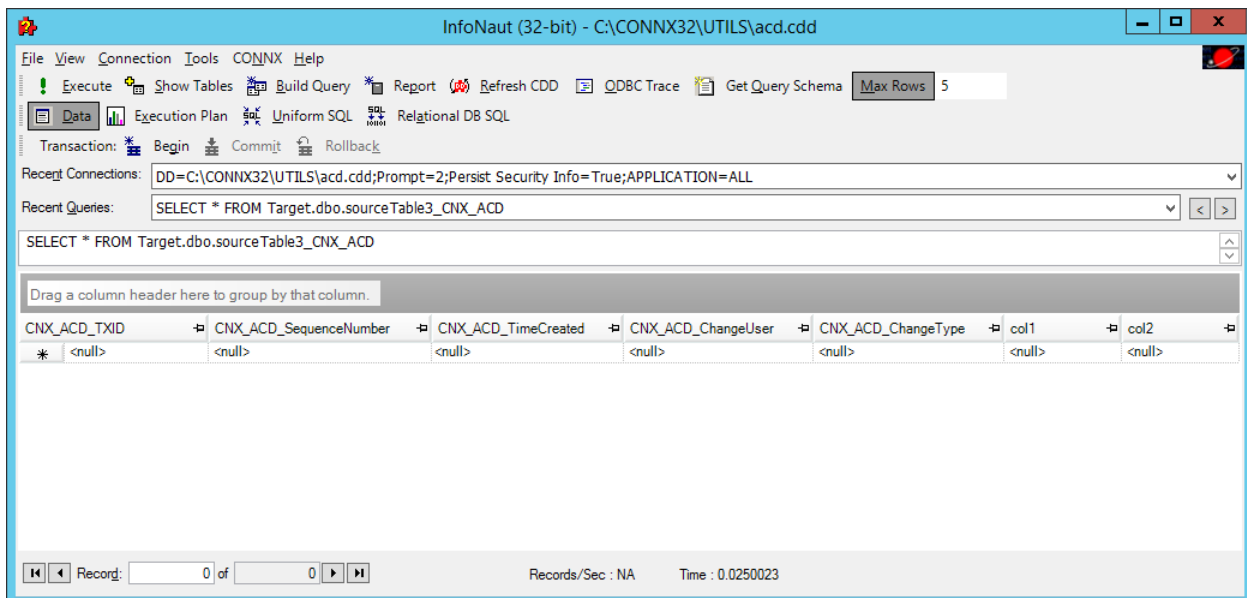 InfoNaut (32-bit) - C:\CONNX32\UTILS\acd.cdd
File View Connection Tools CONNX Help
Execute Show Tables Build Query Report Refresh CDD ODBC Trace Get Query Schema Max Rows 5
Data Execution Plan Uniform SQL Relational DB SQL
Transaction: Begin Commit Rollback
Recent Connections: DD=C:\CONNX32\UTILS\acd.cdd;Prompt=2;Persist Security Info=True;APPLICATION=ALL
Recent Queries: SELECT * FROM Target.dbo.sourceTable3_CNX_ACD < >
SELECT * FROM Target.dbo.sourceTable3_CNX_ACD
Drag a column header here to group by that column.
CNX_ACD_TXID CNX_ACD_SequenceNumber CNX_ACD_TimeCreated CNX_ACD_ChangeUser CNX_ACD_ChangeType col1 col2
* <null> <null> <null> <null> <null> <null> <null>
Record: 0 of 0 Records/Sec : NA Time : 0.0250023